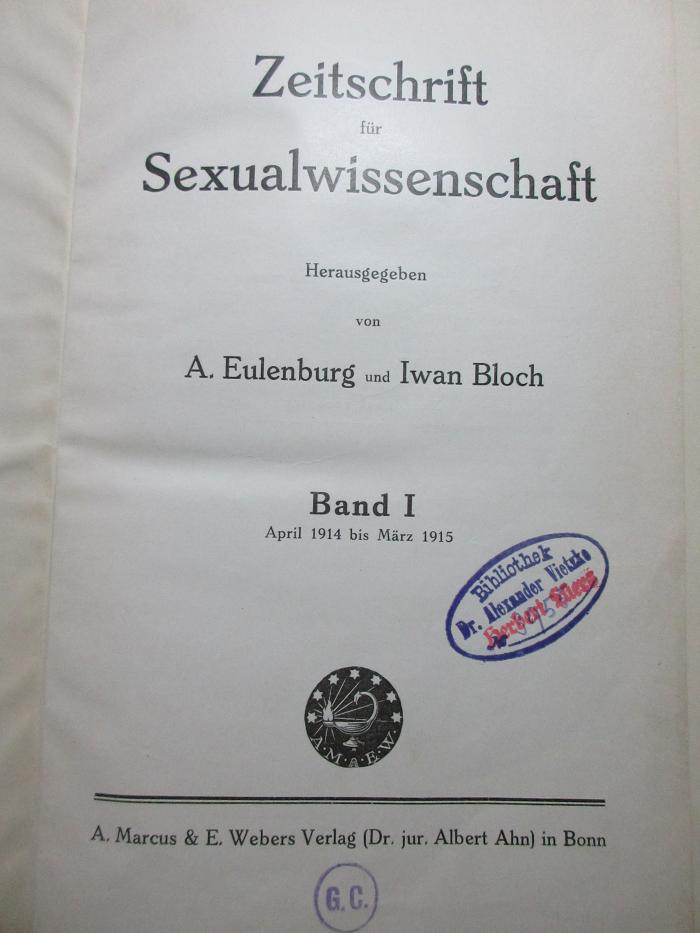 Zeitschrift
für
Sexualwissenschaft
Herausgegeben
von
A. Eulenburg und Iwan Bloch
Band I
April 1914 bis März 1915
Bibliothek
Dr. Alexander Vietzke
Herbert
№
A·M·&·E·W·
A. Marcus & E. Webers Verlag (Dr. jur. Albert Ahn) in Bonn
G. C.